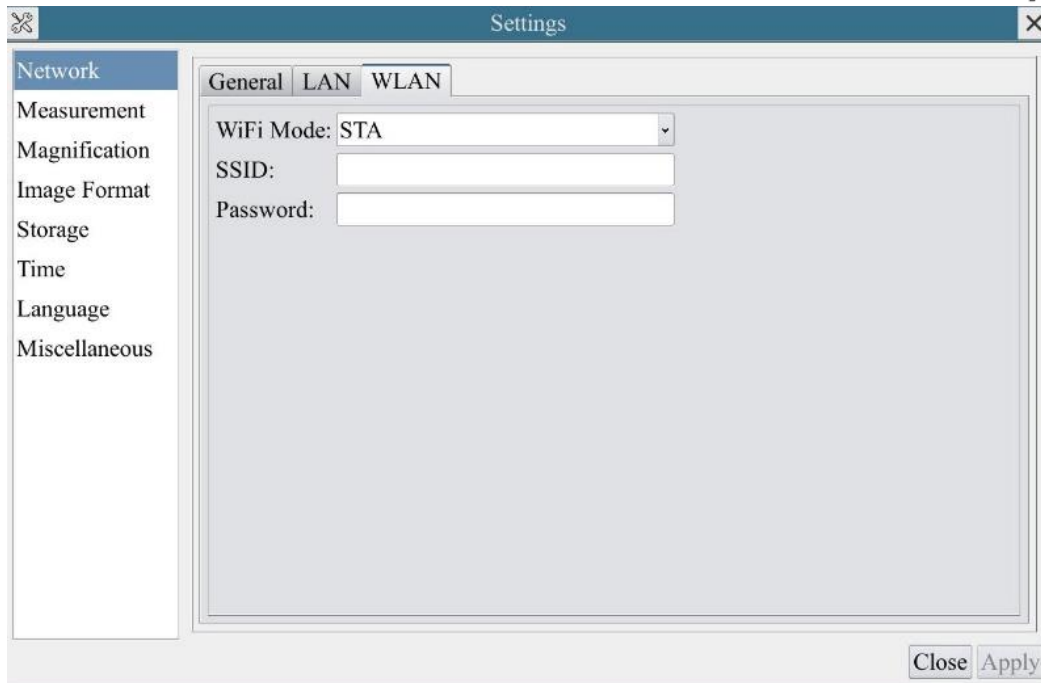 Settings
Network
Measurement
Magnification
Image Format
Storage
Time
Language
Miscellaneous
General LAN WLAN
WiFi Mode: STA
SSID:
Password:
Close Apply